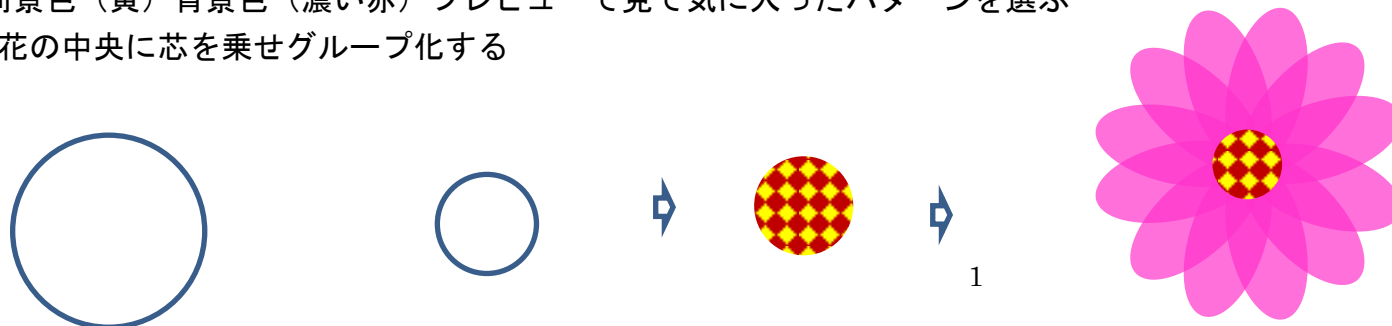 前景色（黄）背景色（濃い赤）プレビューで見て気に入ったパターンを選ぶ
花の中央に芯を乗せグループ化する
1